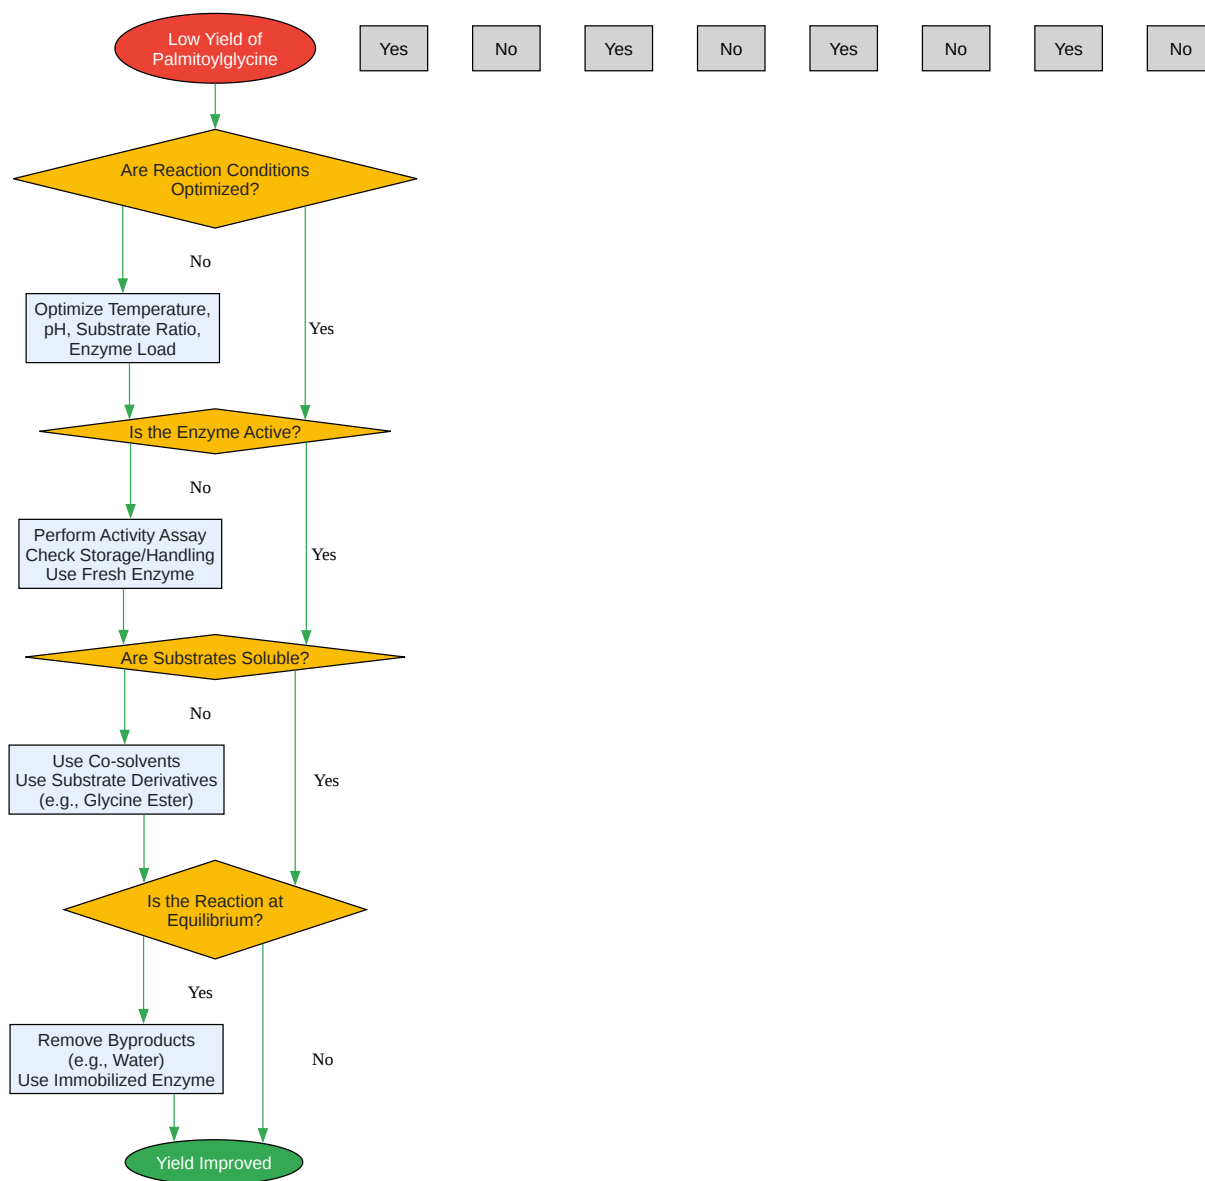 Low Yield of
Palmitoylglycine
Yes
No
Yes
No
Yes
No
Yes
No
Are Reaction Conditions
Optimized?
No
Optimize Temperature,
pH, Substrate Ratio,
Enzyme Load
Yes
Is the Enzyme Active?
No
Perform Activity Assay
Check Storage/Handling
Use Fresh Enzyme
Yes
Are Substrates Soluble?
No
Use Co-solvents
Use Substrate Derivatives
(e.g., Glycine Ester)
Yes
Is the Reaction at
Equilibrium?
Yes
Remove Byproducts
(e.g., Water)
Use Immobilized Enzyme
No
Yield Improved